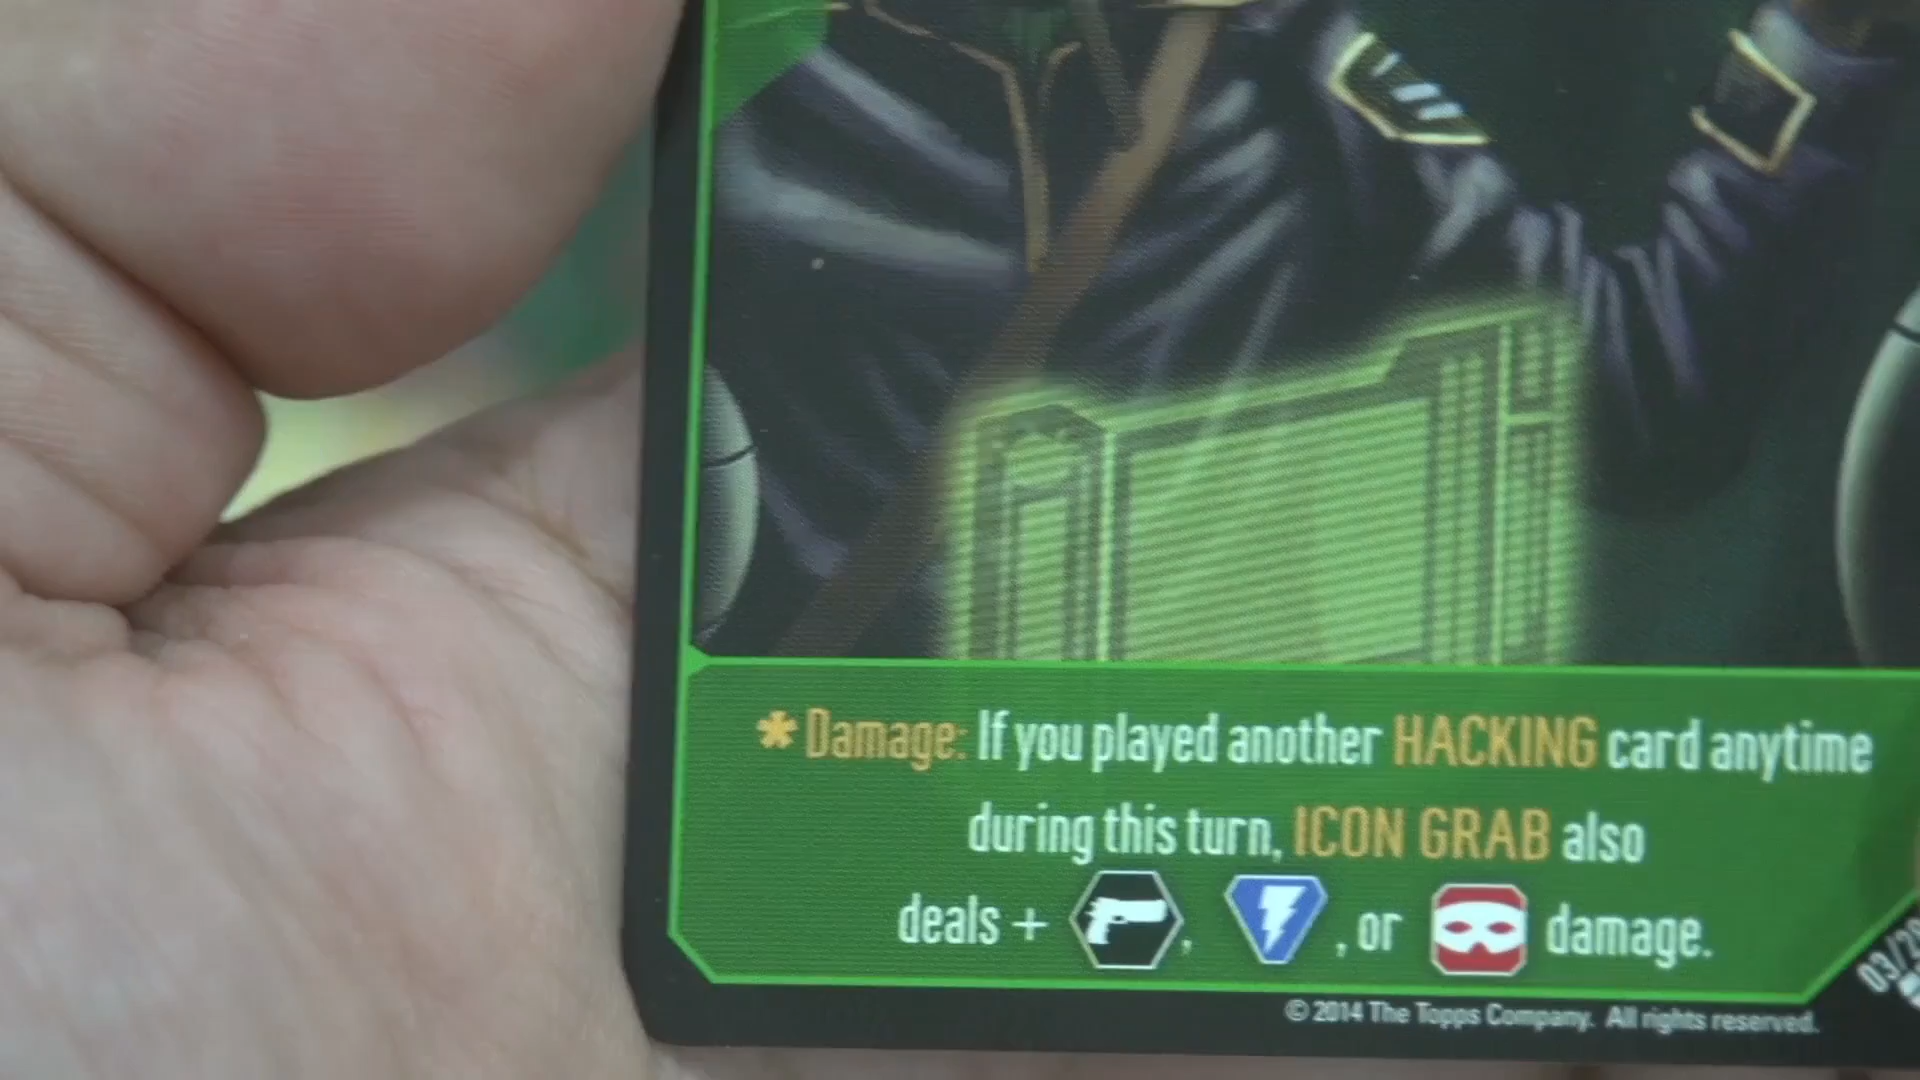 * Damage: If you played another HACKING card anytime
during this turn, ICON GRAB also
deals + , , or damage.
© 2014 The Topps Company. All rights reserved.